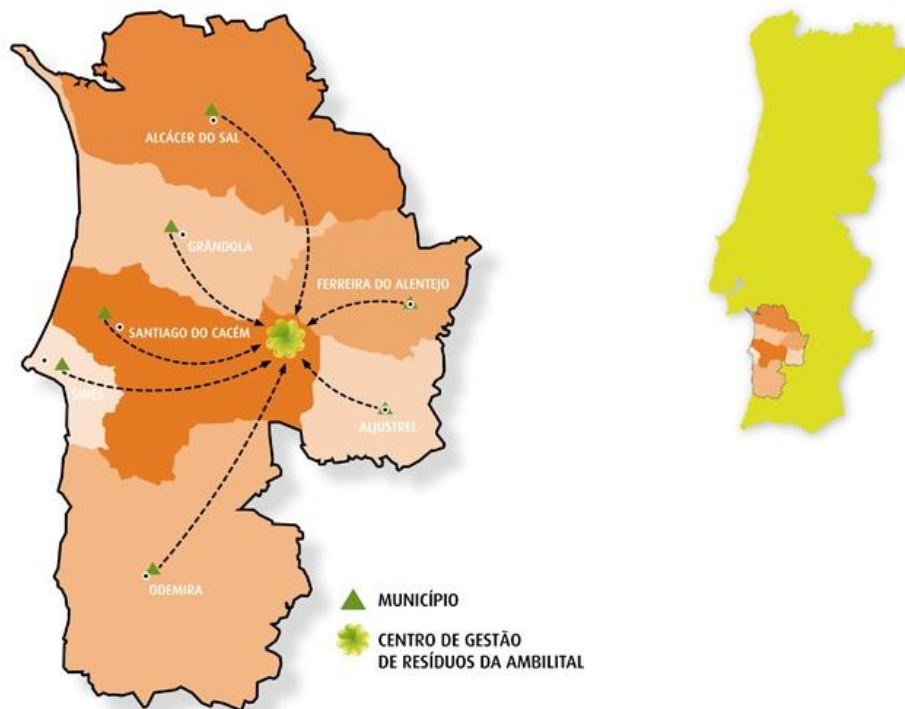 ALCÁCER DO SAL
GRÂNDOLA
FERREIRA DO ALENTEJO
SANTIAGO DO CACÉM
SINES
ALJUSTREL
ODEMIRA
MUNICÍPIO
CENTRO DE GESTÃO
DE RESÍDUOS DA AMBILITAL